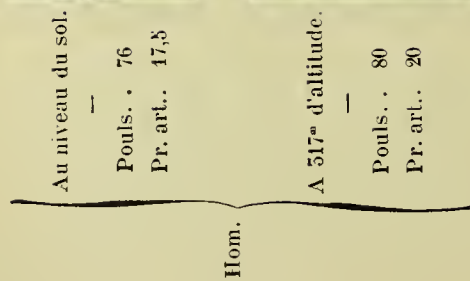 Hom.
Au niveau du sol.
—
Pouls. . 76
Pr. art.. 17,5
A 517ᵐ d'altitude.
—
Pouls. . 80
Pr. art.. 20